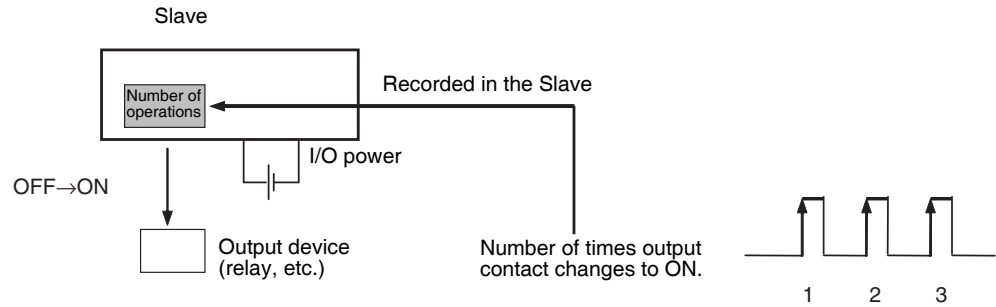 Slave
Number of
operations
Recorded in the Slave
I/O power
OFF→ON
Output device
(relay, etc.)
Number of times output
contact changes to ON.
1 2 3